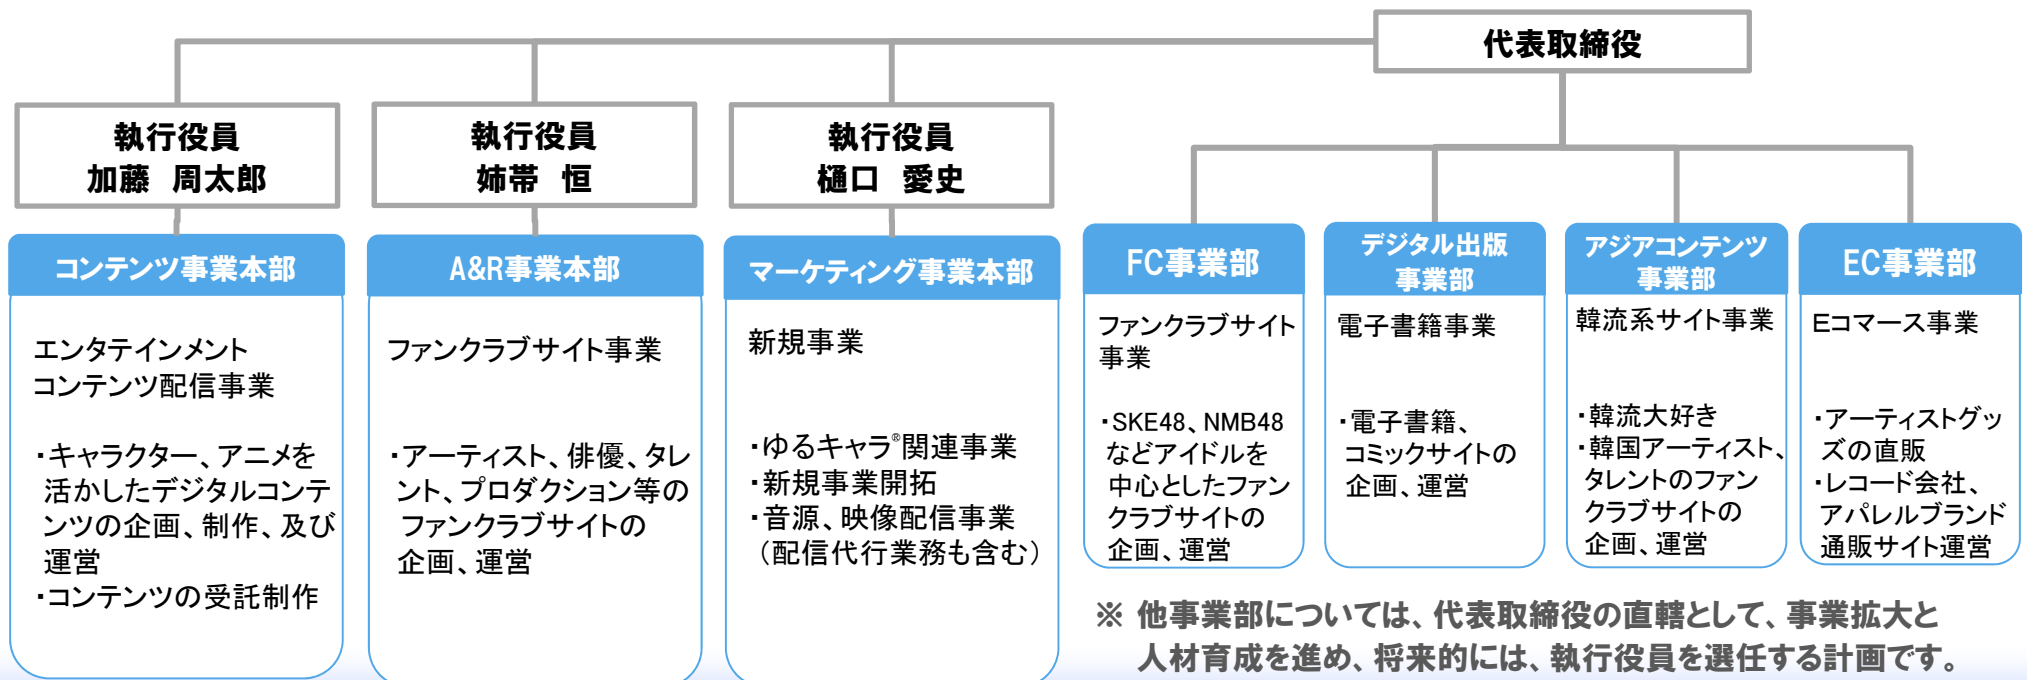 代表取締役
執行役員
加藤 周太郎
執行役員
姉帯 恒
執行役員
樋口 愛史
コンテンツ事業本部
エンタテインメント
コンテンツ配信事業
・キャラクター、アニメを
活かしたデジタルコンテ
ンツの企画、制作、及び
運営
・コンテンツの受託制作
A&R事業本部
ファンクラブサイト事業
・アーティスト、俳優、タレ
ント、プロダクション等の
ファンクラブサイトの
企画、運営
マーケティング事業本部
新規事業
・ゆるキャラ®関連事業
・新規事業開拓
・音源、映像配信事業
(配信代行業務も含む)
FC事業部
ファンクラブサイト
事業
・SKE48、NMB48
などアイドルを
中心としたファン
クラブサイトの
企画、運営
デジタル出版
事業部
電子書籍事業
・電子書籍、
コミックサイトの
企画、運営
アジアコンテンツ
事業部
韓流系サイト事業
・韓流大好き
・韓国アーティスト、
タレントのファン
クラブサイトの
企画、運営
EC事業部
Eコマース事業
・アーティストグッ
ズの直販
・レコード会社、
アパレルブランド
通販サイト運営
※ 他事業部については、代表取締役の直轄として、事業拡大と
人材育成を進め、将来的には、執行役員を選任する計画です。